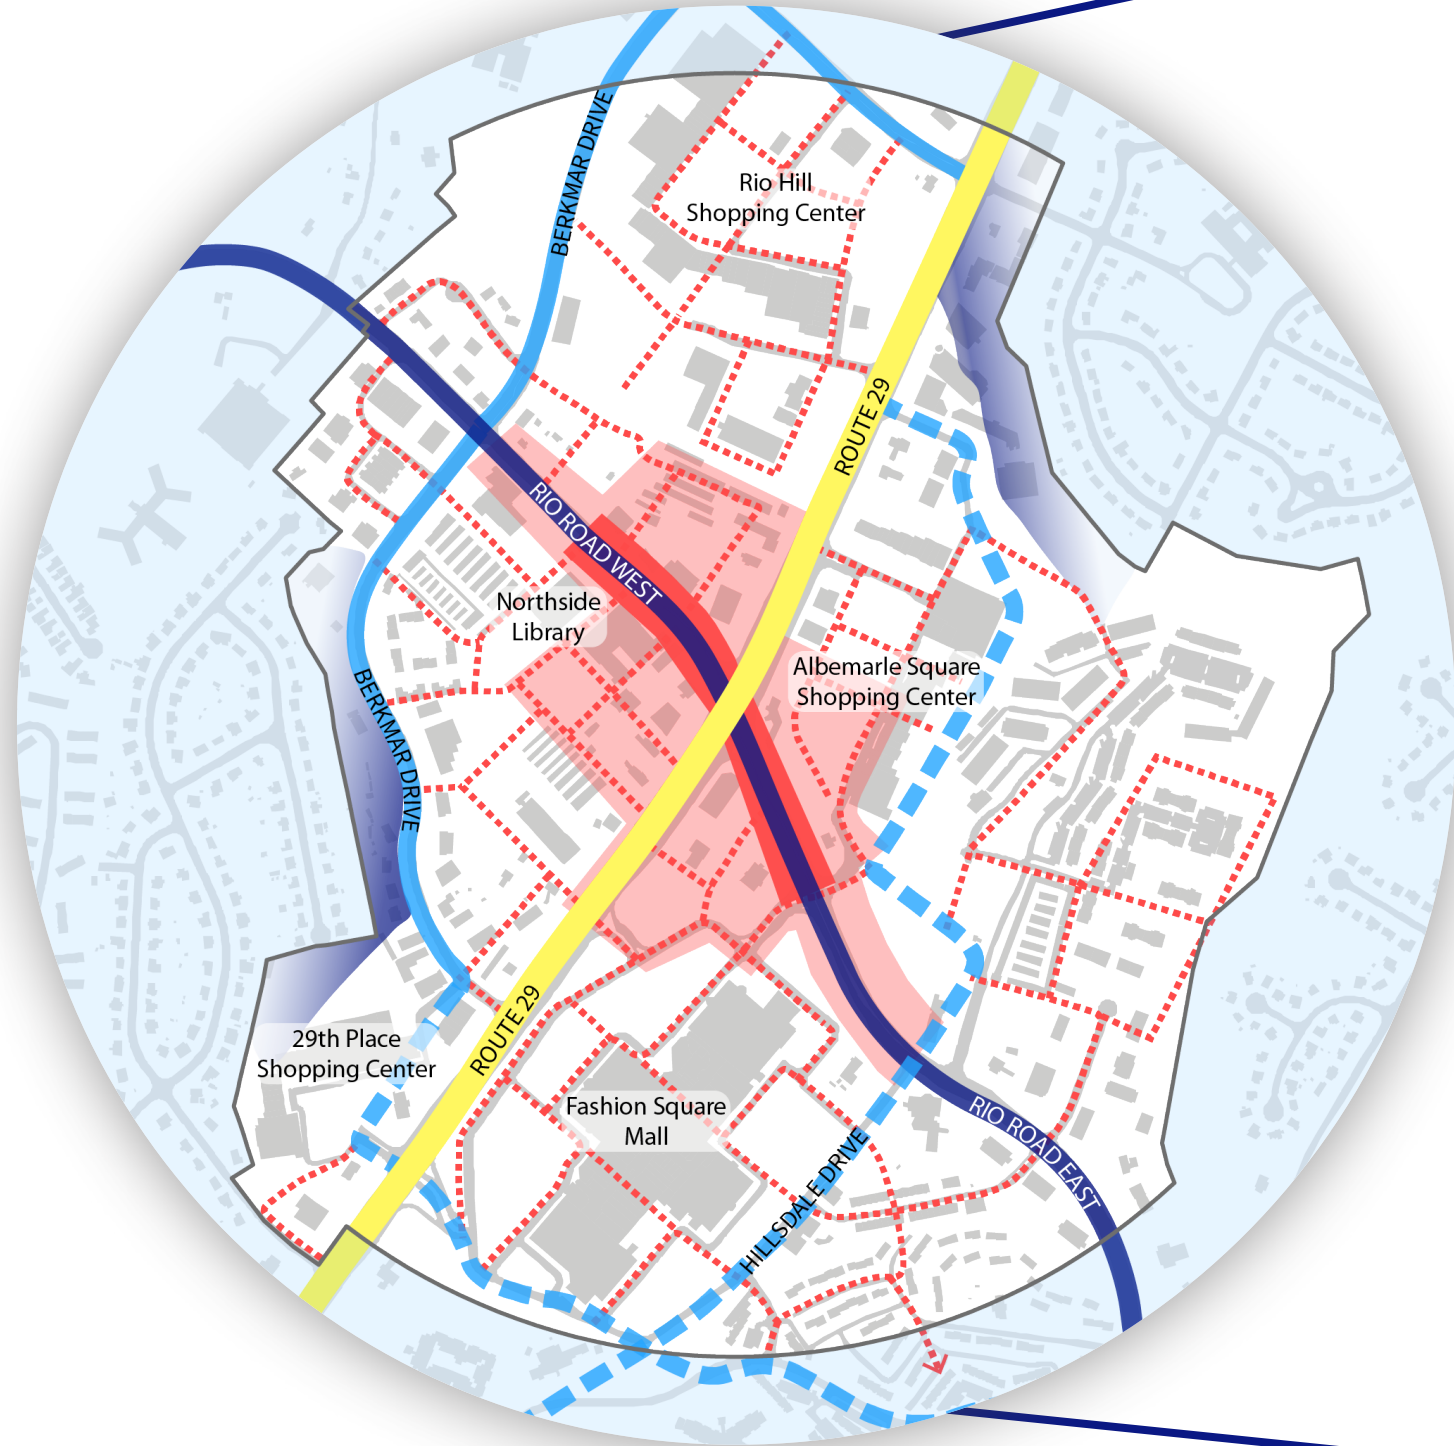 BERKMAR DRIVE
Rio Hill
Shopping Center
ROUTE 29
RIO ROAD WEST
Northside
Library
Albemarle Square
Shopping Center
BERKMAR DRIVE
ROUTE 29
29th Place
Shopping Center
Fashion Square
Mall
RIO ROAD EAST
HILLSDALE DRIVE